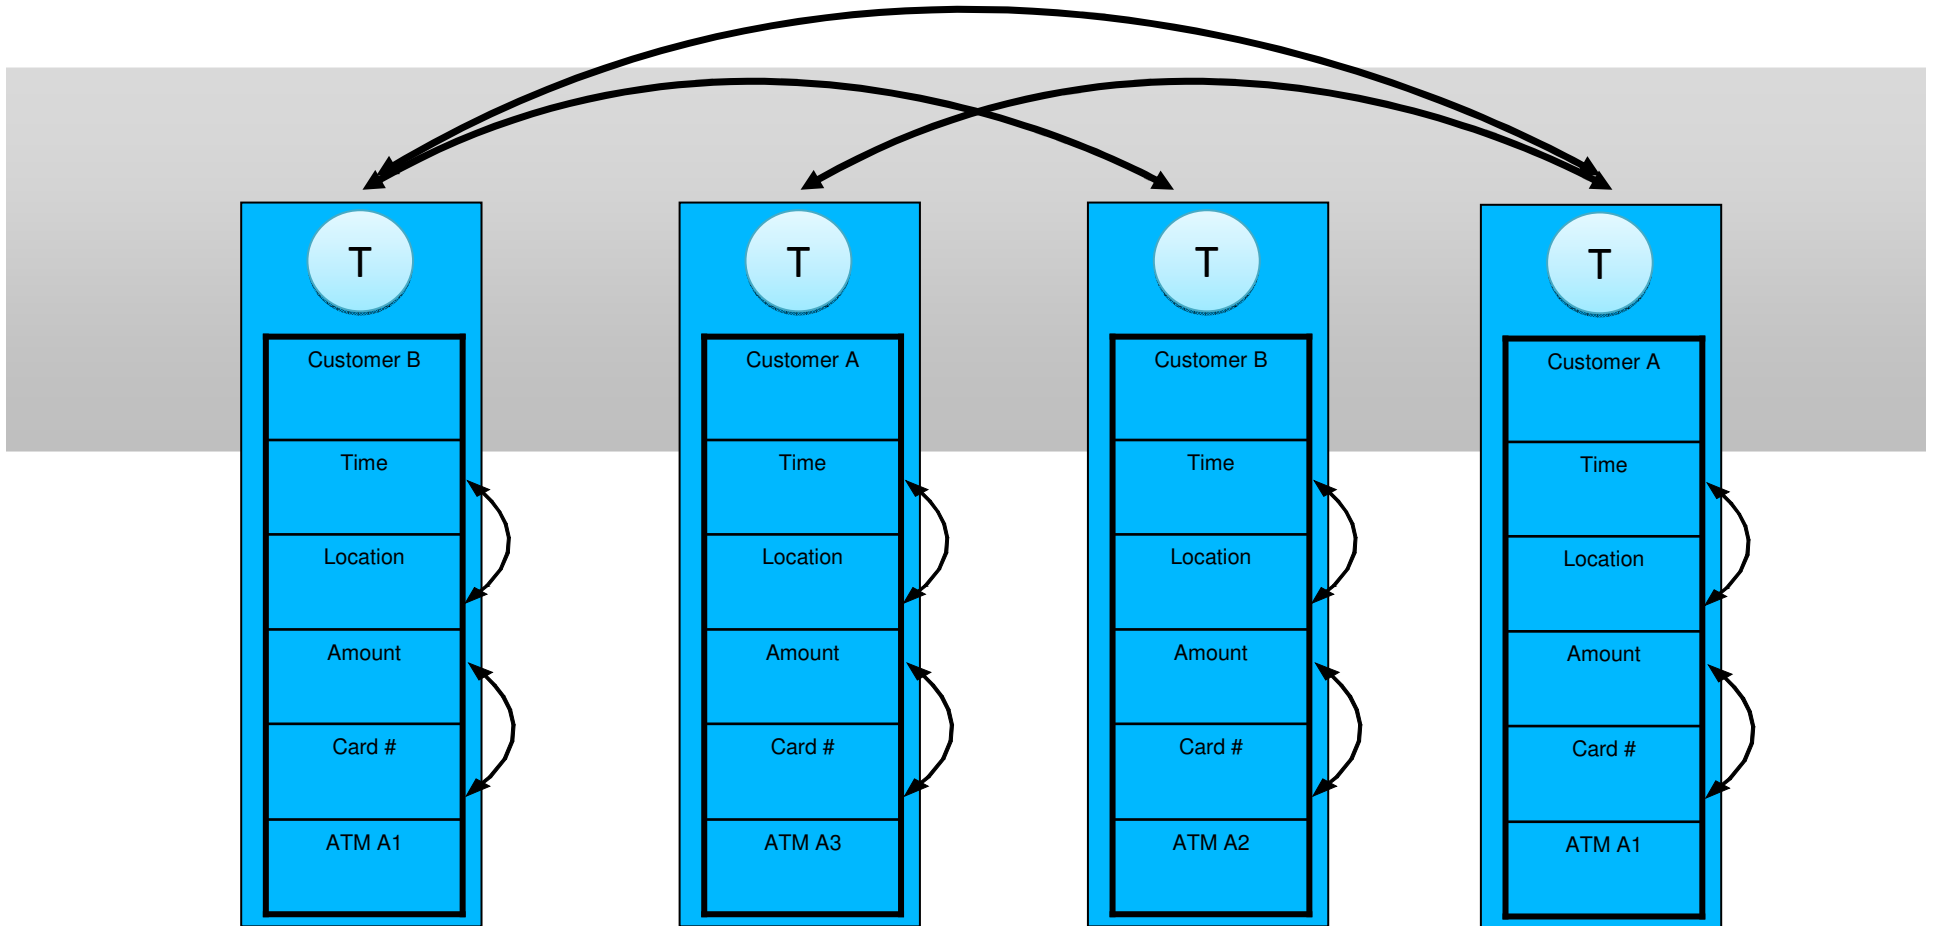 T
Customer B
Time
Location
Amount
Card #
ATM A1
T
Customer A
Time
Location
Amount
Card #
ATM A3
T
Customer B
Time
Location
Amount
Card #
ATM A2
T
Customer A
Time
Location
Amount
Card #
ATM A1